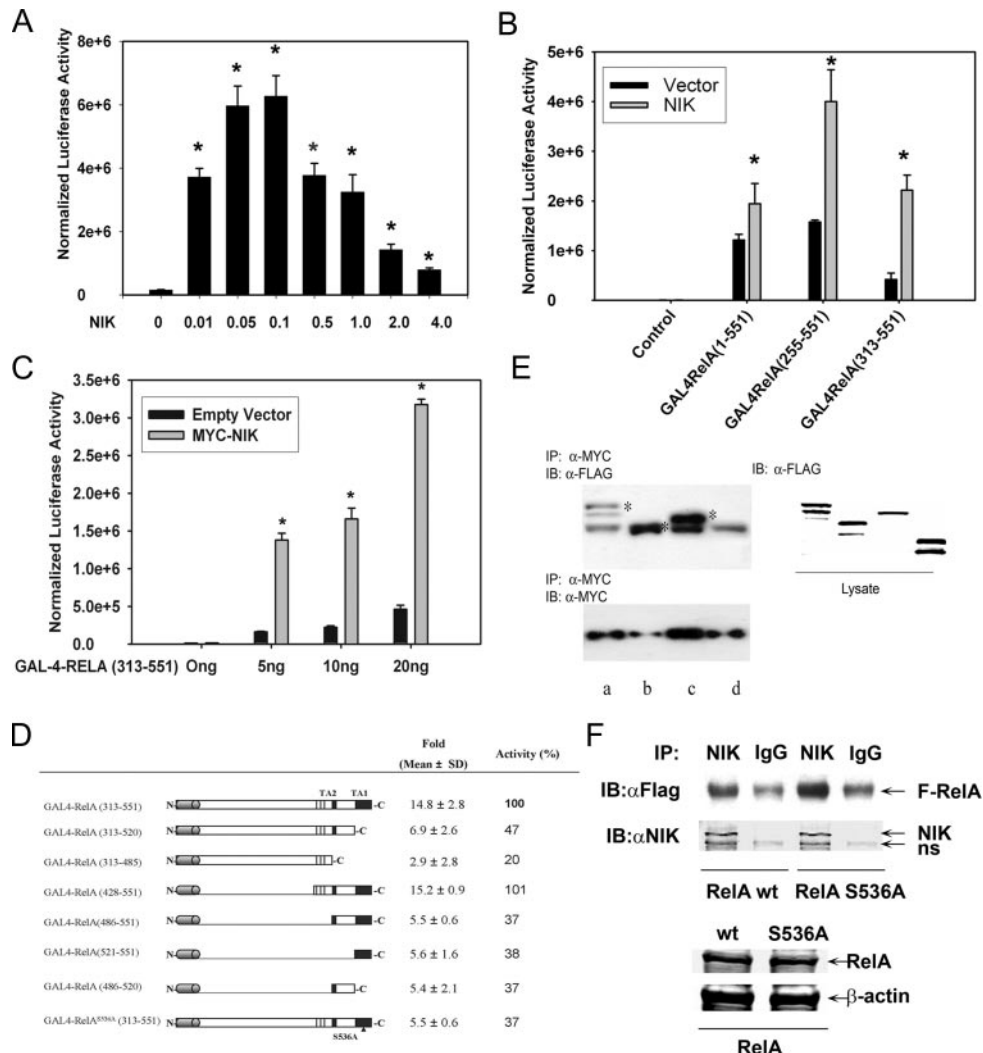 A
Normalized Luciferase Activity
8e+6
6e+6
4e+6
2e+6
0
* * * * * * *
NIK 0 0.01 0.05 0.1 0.5 1.0 2.0 4.0
B
Normalized Luciferase Activity
5e+6
4e+6
3e+6
2e+6
1e+6
0
Vector
NIK
* * *
Control
GAL4RelA(1-551)
GAL4RelA(255-551)
GAL4RelA(313-551)
C
Normalized Luciferase Activity
3.5e+6
3.0e+6
2.5e+6
2.0e+6
1.5e+6
1.0e+6
5.0e+5
0.0
Empty Vector
MYC-NIK
* * *
GAL-4-RELA (313-551) 0ng 5ng 10ng 20ng
E
IP: α-MYC
IB: α-FLAG
* * *
IP: α-MYC
IB: α-MYC
a b c d
IB: α-FLAG
Lysate
D
Fold
(Mean ± SD)
Activity (%)
TA2 TA1
GAL4-RelA (313-551) N- -C 14.8 ± 2.8 100
GAL4-RelA (313-520) N- -C 6.9 ± 2.6 47
GAL4-RelA (313-485) N- -C 2.9 ± 2.8 20
GAL4-RelA (428-551) N- -C 15.2 ± 0.9 101
GAL4-RelA(486-551) N- -C 5.5 ± 0.6 37
GAL4-RelA(521-551) N- -C 5.6 ± 1.6 38
GAL4-RelA (486-520) N- -C 5.4 ± 2.1 37
GAL4-RelA^S536A (313-551) N- -C 5.5 ± 0.6 37
S536A
F
IP: NIK IgG NIK IgG
IB:αFlag F-RelA
IB:αNIK NIK
ns
RelA wt RelA S536A
wt S536A
RelA
β-actin
RelA